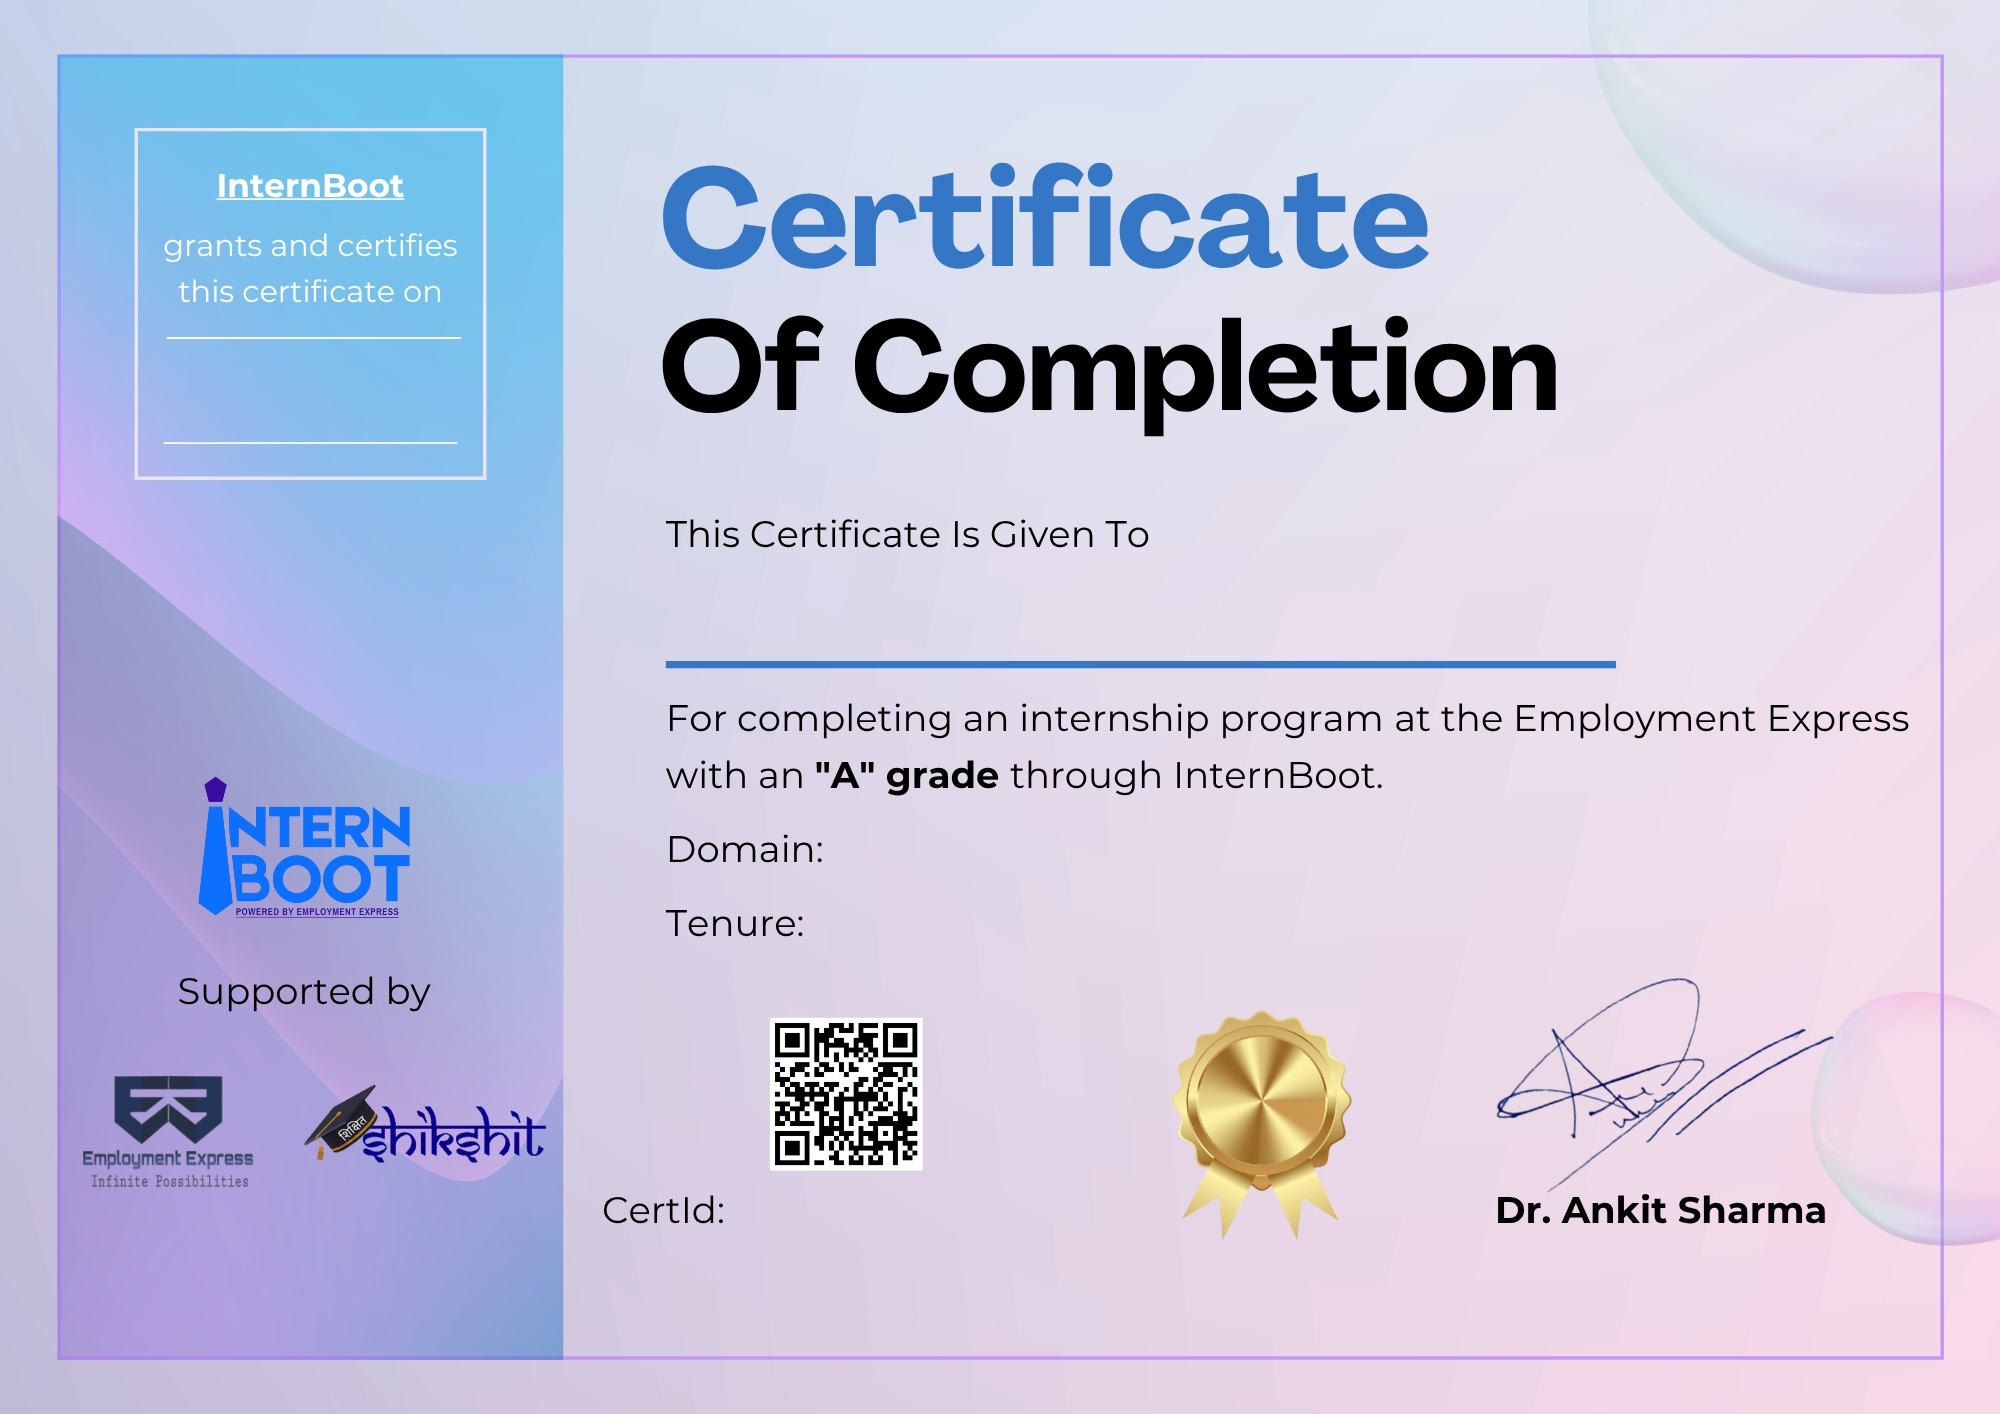 InternBoot
grants and certifies
this certificate on
Certificate
Of Completion
This Certificate Is Given To
For completing an internship program at the Employment Express
with an "A" grade through InternBoot.
Domain:
Tenure:
INTERN
BOOT
POWERED BY EMPLOYMENT EXPRESS
Supported by
Employment Express
Infinite Possibilities
शिक्षित
shikshit
CertId:
Dr. Ankit Sharma